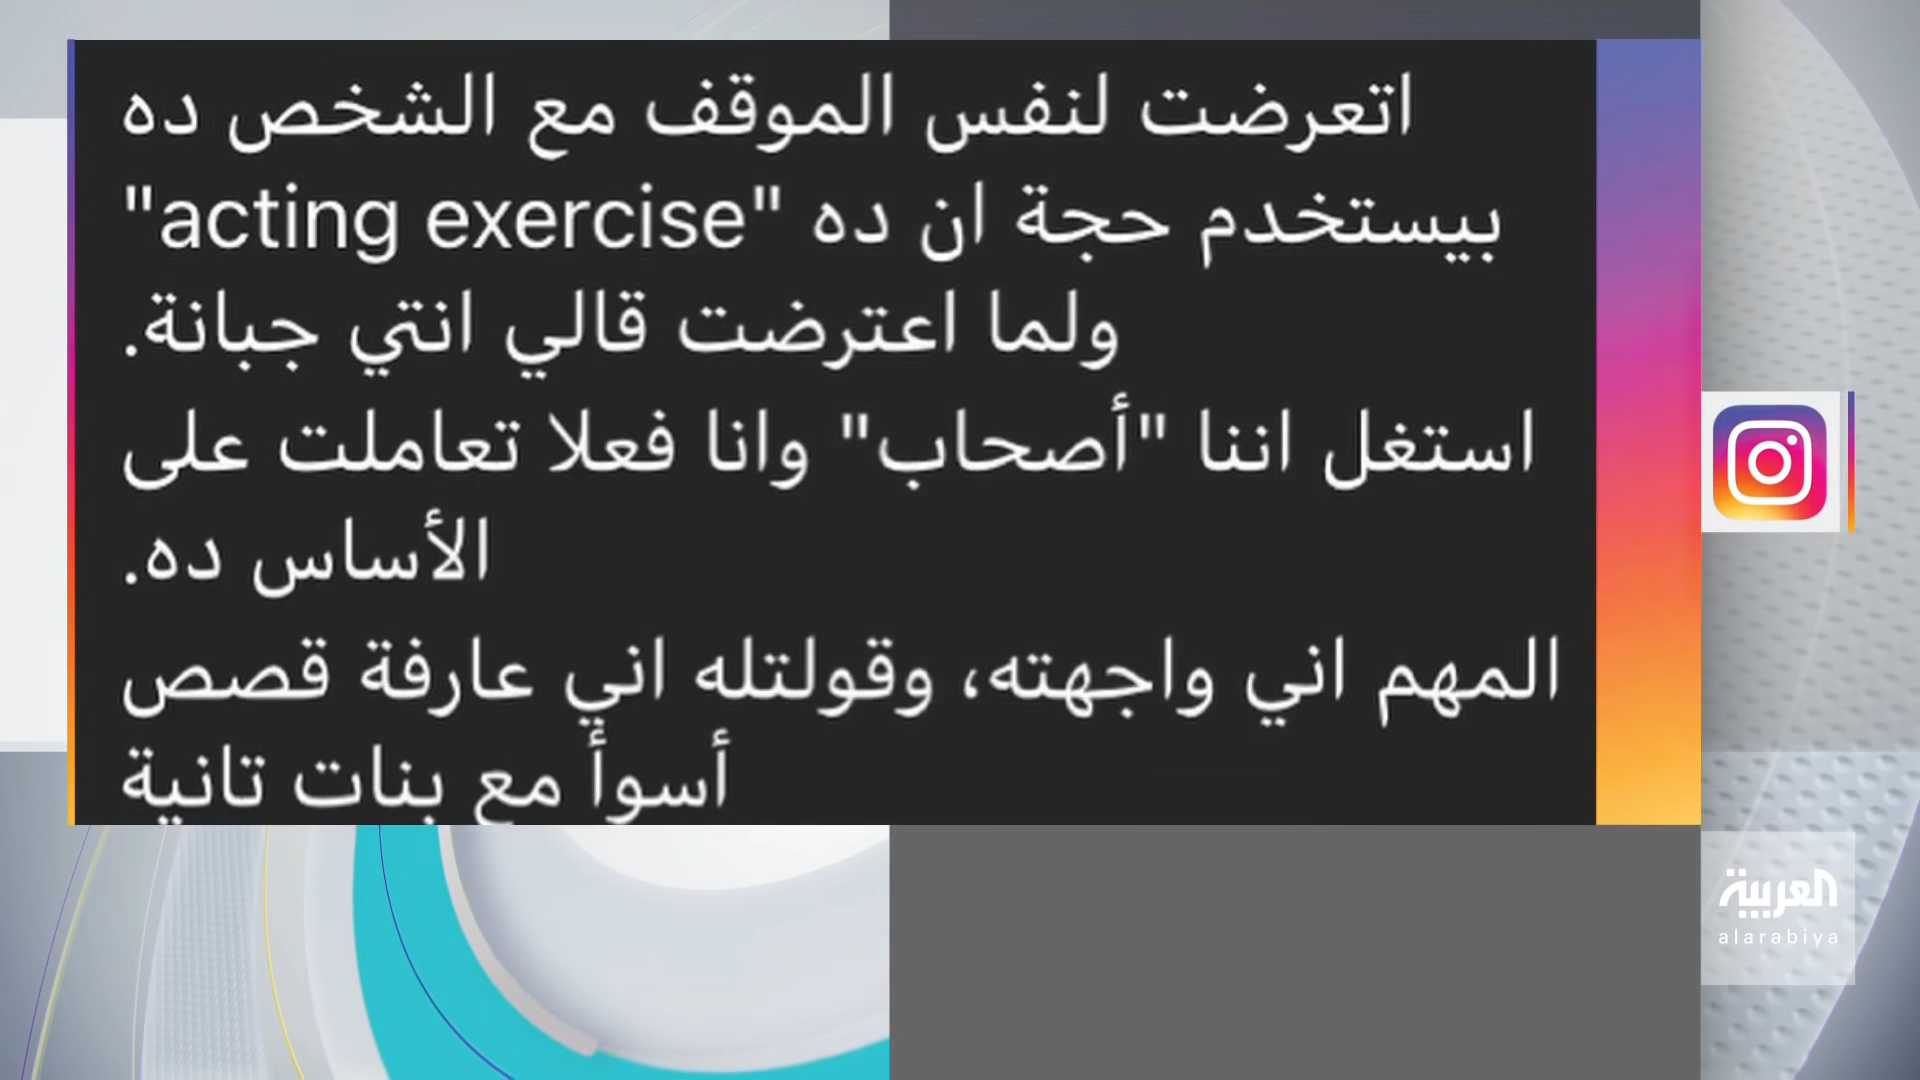 اتعرضت لنفس الموقف مع الشخص ده
بيستخدم حجة ان ده "acting exercise"
ولما اعترضت قالي انتي جبانة.
استغل اننا "أصحاب" وانا فعلا تعاملت على
الأساس ده.
المهم اني واجهته، وقولتله اني عارفة قصص
أسوأ مع بنات تانية
العربية
alarabiya